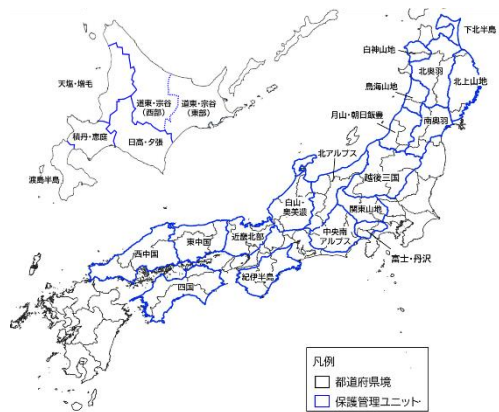 下北半島
白神山地
北奥羽
北上山地
鳥海山地
月山・朝日飯豊
南奥羽
天塩・増毛
道東・宗谷
(西部)
道東・宗谷
(東部)
積丹・恵庭
日高・夕張
渡島半島
北アルプス
越後三国
白山・
奥美濃
関東山地
中央南
アルプス
富士・丹沢
近畿北部
東中国
西中国
紀伊半島
四国
凡例
都道府県境
保護管理ユニット